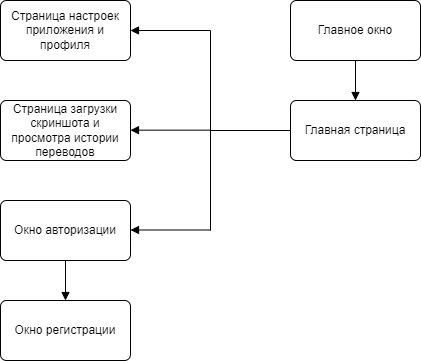 Страница настроек
приложения и
профиля
Главное окно
Страница загрузки
скриншота и
просмотра истории
переводов
Главная страница
Окно авторизации
Окно регистрации